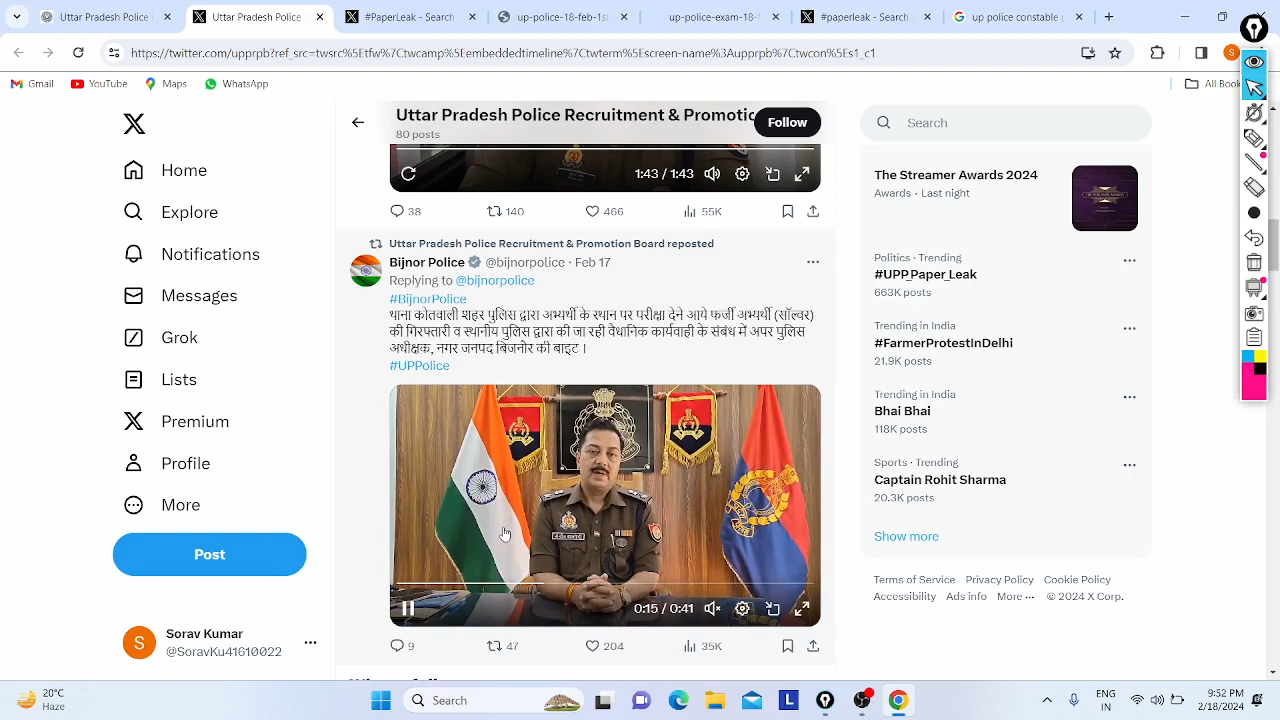 Uttar Pradesh Police
Uttar Pradesh Police
#PaperLeak - Search
up-police-18-feb-1st
up-police-exam-18-f
#paperleak - Search
up police constable
https://twitter.com/upprpb?ref_src=twsrc%5Etfw%7Ctwcamp%5Eembeddedtimeline%7Ctwterm%5Escreen-name%3Aupprpb%7Ctwcon%5Es1_c1
S
Gmail
YouTube
Maps
WhatsApp
All Book
Home
Explore
Notifications
Messages
Grok
Lists
Premium
Profile
More
Post
S
Sorav Kumar
@SoravKu41610022
Uttar Pradesh Police Recruitment & Promotio
80 posts
Follow
1:43 / 1:43
38 140 466 55K
Uttar Pradesh Police Recruitment & Promotion Board reposted
Bijnor Police @bijnorpolice · Feb 17
Replying to @bijnorpolice
#BijnorPolice
थाना कोतवाली शहर पुलिस द्वारा अभ्यर्थी के स्थान पर परीक्षा देने आये फर्जी अभ्यर्थी (सॉल्वर)
की गिरफ्तारी व स्थानीय पुलिस द्वारा की जा रही वैधानिक कार्यवाही के संबंध में अपर पुलिस
अधीक्षक, नगर जनपद बिजनौर की बाइट ।
#UPPolice
0:15 / 0:41
9 47 204 35K
Search
The Streamer Awards 2024
Awards · Last night
Politics · Trending
#UPP_Paper_Leak
663K posts
Trending in India
#FarmerProtestInDelhi
21.9K posts
Trending in India
Bhai Bhai
118K posts
Sports · Trending
Captain Rohit Sharma
20.3K posts
Show more
Terms of Service Privacy Policy Cookie Policy
Accessibility Ads info More ··· © 2024 X Corp.
20°C
Haze
Search
L
ENG
IN
9:52 PM
2/18/2024